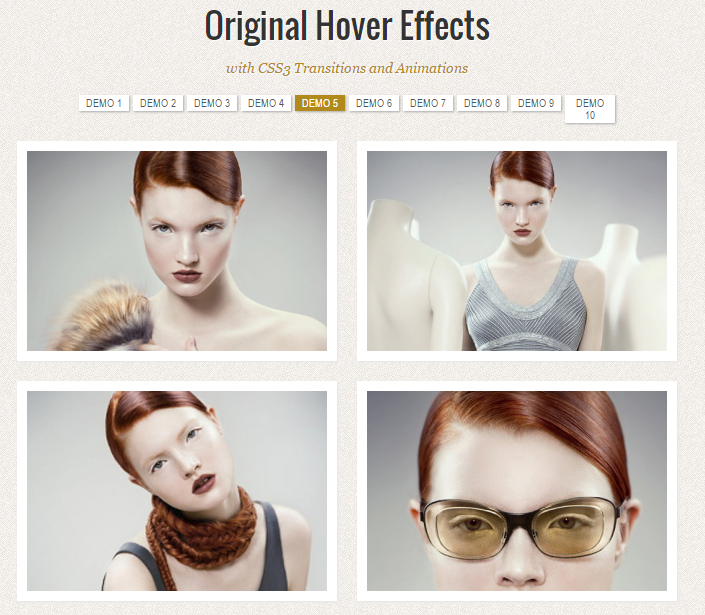 Original Hover Effects
with CSS3 Transitions and Animations
DEMO 1 DEMO 2 DEMO 3 DEMO 4 DEMO 5 DEMO 6 DEMO 7 DEMO 8 DEMO 9 DEMO
10